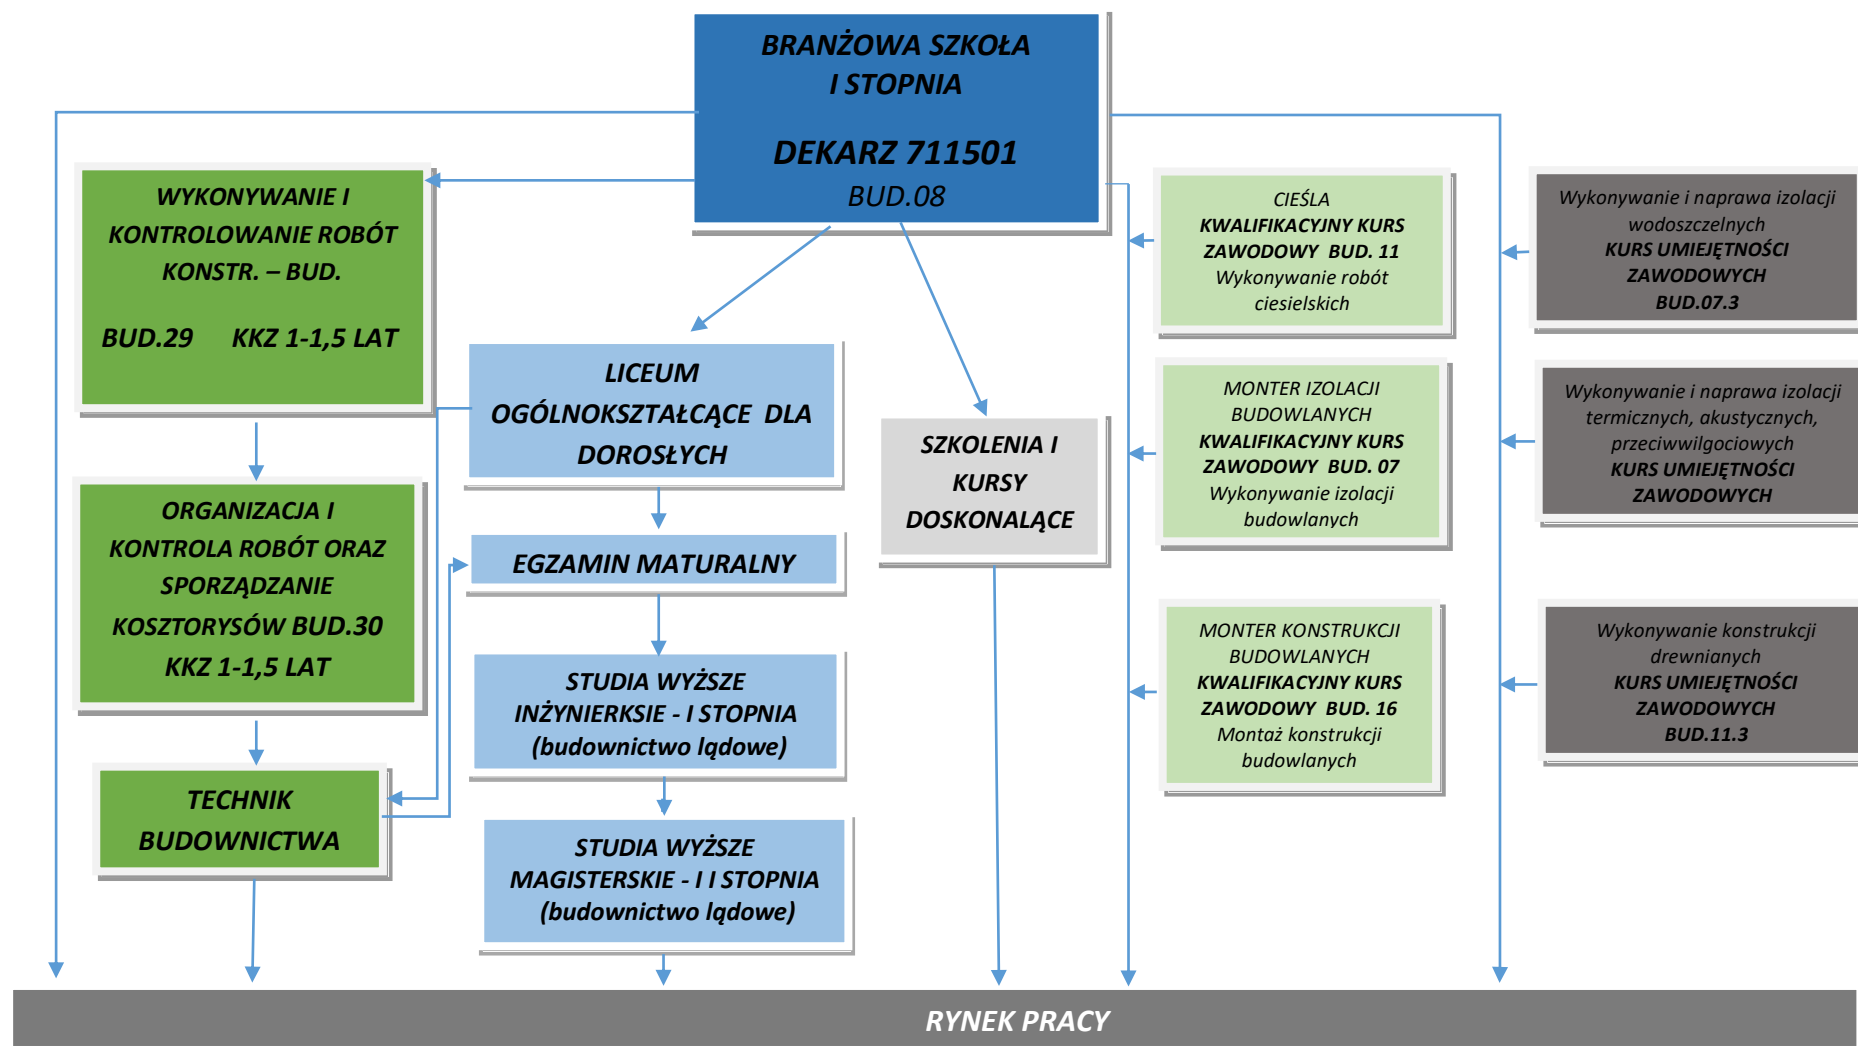 BRANŻOWA SZKOŁA
I STOPNIA
DEKARZ 711501
BUD.08
WYKONYWANIE I
KONTROLOWANIE ROBÓT
KONSTR. – BUD.
BUD.29 KKZ 1-1,5 LAT
ORGANIZACJA I
KONTROLA ROBÓT ORAZ
SPORZĄDZANIE
KOSZTORYSÓW BUD.30
KKZ 1-1,5 LAT
TECHNIK
BUDOWNICTWA
LICEUM
OGÓLNOKSZTAŁCĄCE DLA
DOROSŁYCH
EGZAMIN MATURALNY
STUDIA WYŻSZE
INŻYNIERKSIE - I STOPNIA
(budownictwo lądowe)
STUDIA WYŻSZE
MAGISTERSKIE - I I STOPNIA
(budownictwo lądowe)
SZKOLENIA I
KURSY
DOSKONALĄCE
CIEŚLA
KWALIFIKACYJNY KURS
ZAWODOWY BUD. 11
Wykonywanie robót
ciesielskich
MONTER IZOLACJI
BUDOWLANYCH
KWALIFIKACYJNY KURS
ZAWODOWY BUD. 07
Wykonywanie izolacji
budowlanych
MONTER KONSTRUKCJI
BUDOWLANYCH
KWALIFIKACYJNY KURS
ZAWODOWY BUD. 16
Montaż konstrukcji
budowlanych
Wykonywanie i naprawa izolacji
wodoszczelnych
KURS UMIEJĘTNOŚCI
ZAWODOWYCH
BUD.07.3
Wykonywanie i naprawa izolacji
termicznych, akustycznych,
przeciwwilgociowych
KURS UMIEJĘTNOŚCI
ZAWODOWYCH
Wykonywanie konstrukcji
drewnianych
KURS UMIEJĘTNOŚCI
ZAWODOWYCH
BUD.11.3
RYNEK PRACY